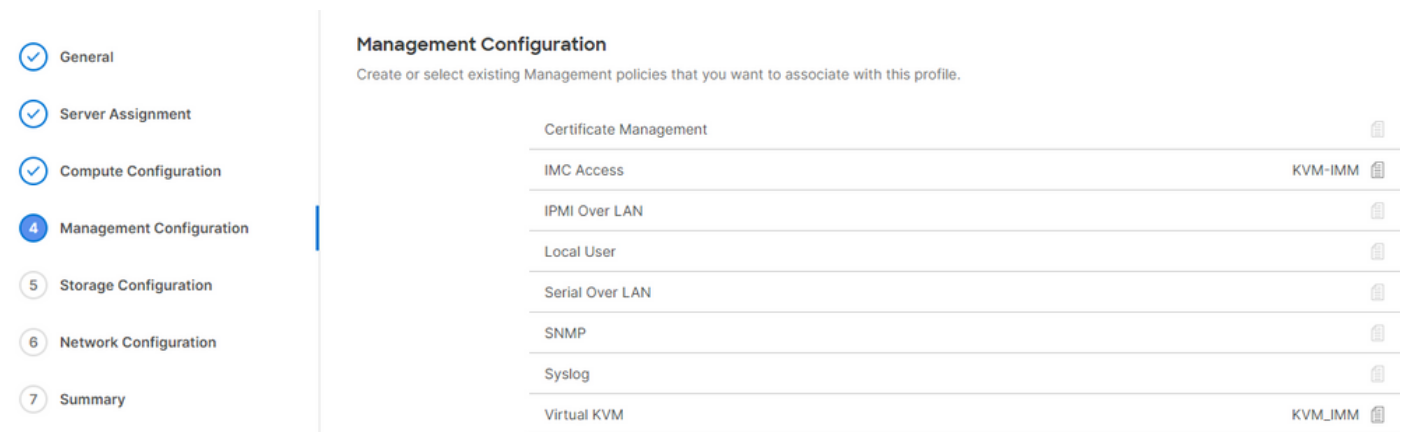 General
Server Assignment
Compute Configuration
4 Management Configuration
5 Storage Configuration
6 Network Configuration
7 Summary
Management Configuration
Create or select existing Management policies that you want to associate with this profile.
Certificate Management
IMC Access KVM-IMM
IPMI Over LAN
Local User
Serial Over LAN
SNMP
Syslog
Virtual KVM KVM_IMM